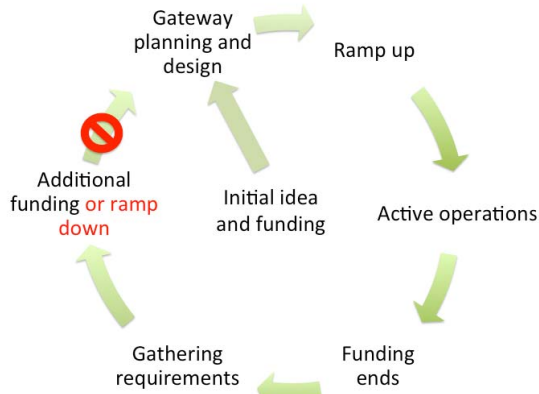 Gateway
planning and
design
Ramp up
Active operations
Funding
ends
Gathering
requirements
Additional
funding or ramp
down
Initial idea
and funding